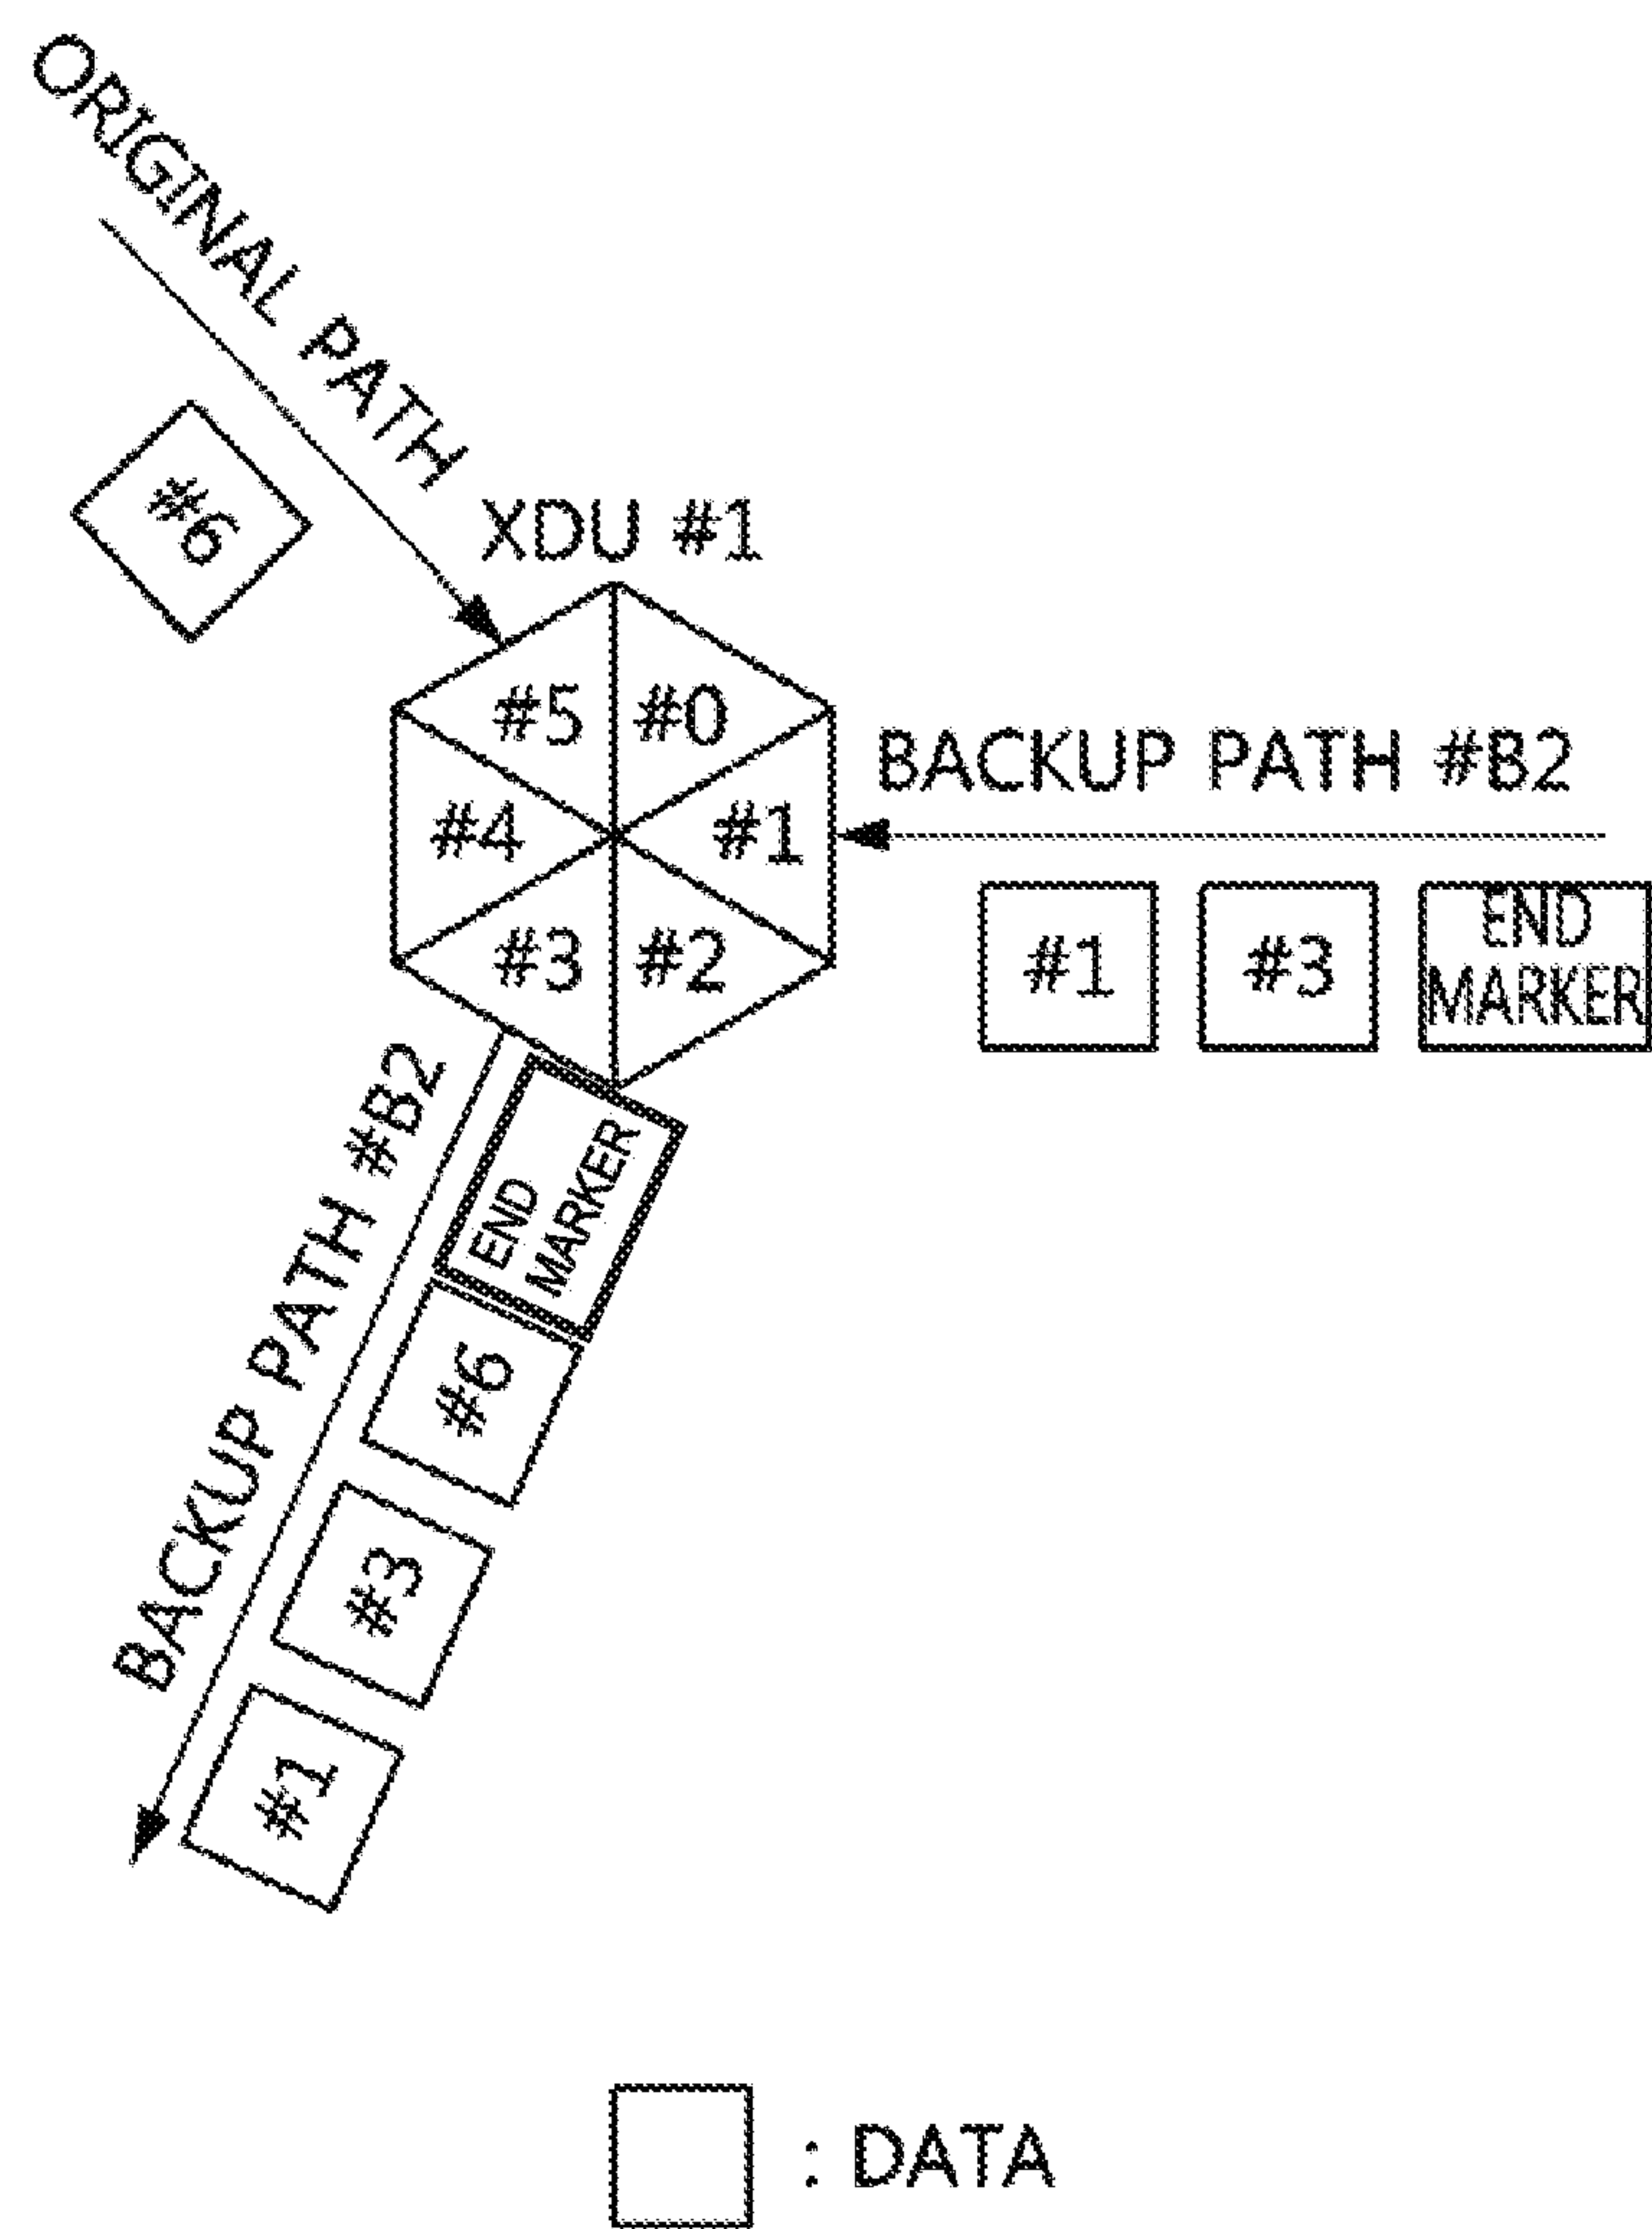 ORIGINAL PATH
#6
XDU #1
#5 #0
#4 #1
#3 #2
BACKUP PATH #B2
#1 #3 END
MARKER
BACKUP PATH #B2
END
MARKER
#6
#3
#1
: DATA